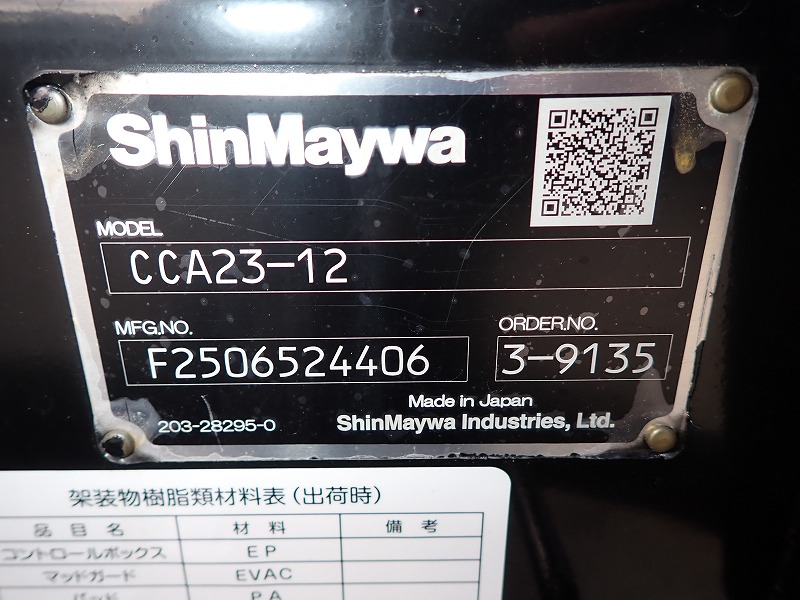 ShinMaywa
MODEL
CCA23-12
MFG.NO.
ORDER.NO.
F2506524406
3-9135
Made in Japan
203-28295-0
ShinMaywa Industries, Ltd.
架装物樹脂類材料表(出荷時)
品目名 材料 備考
コントロールボックス EP
マッドガード EVAC
パッド PA